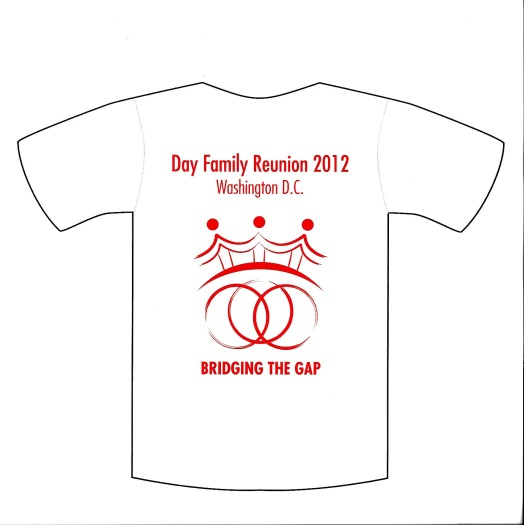 Day Family Reunion 2012
Washington D.C.
BRIDGING THE GAP